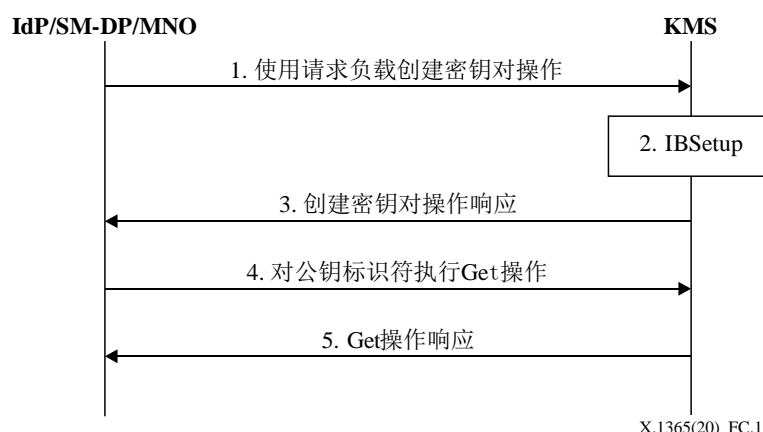 IdP/SM-DP/MNO KMS
1. 使用请求负载创建密钥对操作
2. IBSetup
3. 创建密钥对操作响应
4. 对公钥标识符执行Get操作
5. Get操作响应
X.1365(20)_FC.1